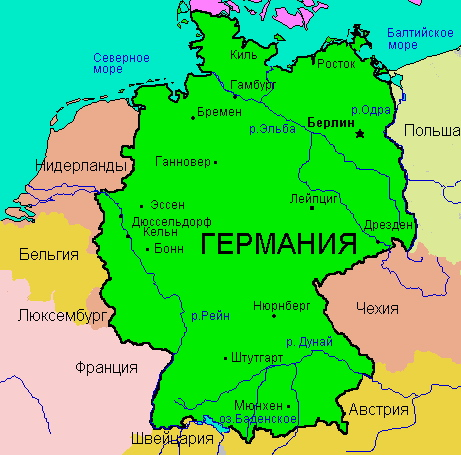 Балтийское
море
Северное
море
Киль
Росток
Гамбург
Бремен
р.Одра
р.Эльба
Берлин
Польша
Нидерланды
Ганновер
Эссен
Лейпциг
Дюссельдорф
Дрезден
Кельн
Бонн
ГЕРМАНИЯ
Бельгия
Люксембург
р.Рейн
Нюрнберг
Чехия
р. Дунай
Франция
Штутгарт
Мюнхен
оз.Баденское
Австрия
Швейцария